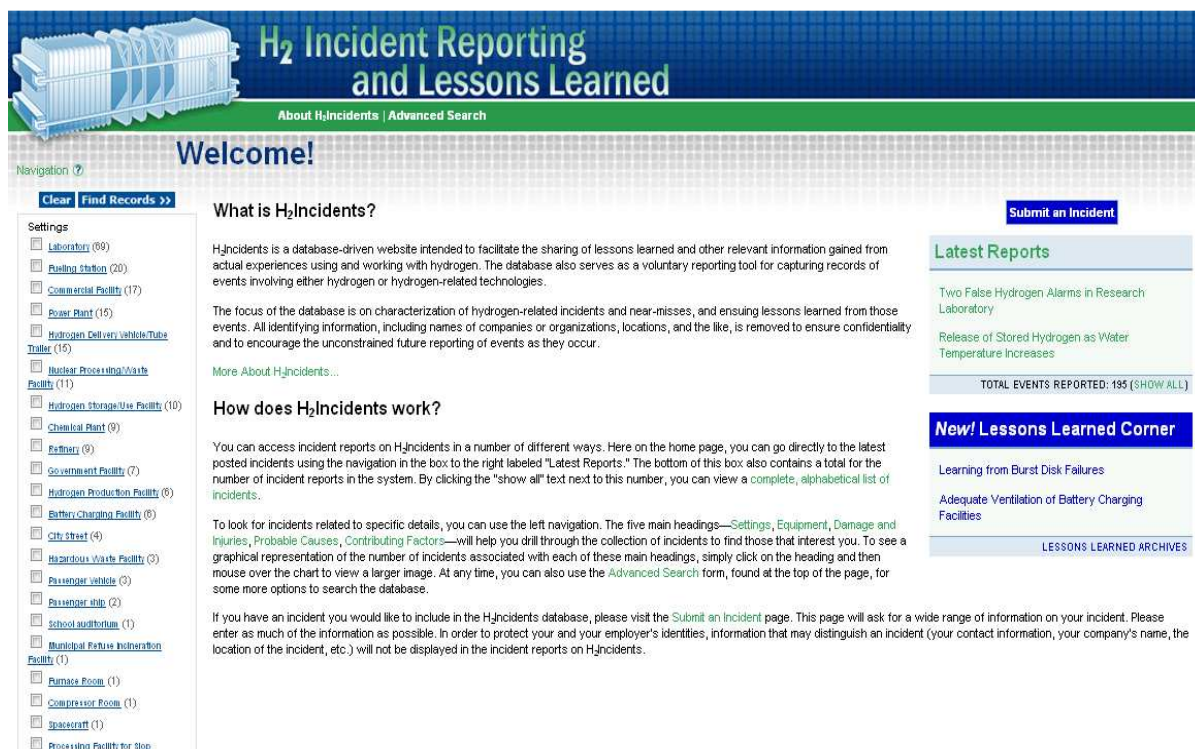 H₂ Incident Reporting
and Lessons Learned
About H₂Incidents | Advanced Search
Welcome!
Navigation ?
Clear Find Records >>
Settings
Laboratory (69)
Fueling Station (20)
Commercial Facility (17)
Power Plant (15)
Hydrogen Delivery Vehicle/Tube
Trailer (15)
Nuclear Processing/Waste
Facility (11)
Hydrogen Storage/Use Facility (10)
Chemical Plant (9)
Refinery (9)
Government Facility (7)
Hydrogen Production Facility (6)
Battery Charging Facility (6)
City Street (4)
Hazardous Waste Facility (3)
Passenger Vehicle (3)
Passenger ship (2)
School auditorium (1)
Municipal Refuse Incineration
Facility (1)
Furnace Room (1)
Compressor Room (1)
Spacecraft (1)
Processing Facility for Slop
What is H₂Incidents?
H₂Incidents is a database-driven website intended to facilitate the sharing of lessons learned and other relevant information gained from
actual experiences using and working with hydrogen. The database also serves as a voluntary reporting tool for capturing records of
events involving either hydrogen or hydrogen-related technologies.
The focus of the database is on characterization of hydrogen-related incidents and near-misses, and ensuing lessons learned from those
events. All identifying information, including names of companies or organizations, locations, and the like, is removed to ensure confidentiality
and to encourage the unconstrained future reporting of events as they occur.
More About H₂Incidents...
How does H₂Incidents work?
You can access incident reports on H₂Incidents in a number of different ways. Here on the home page, you can go directly to the latest
posted incidents using the navigation in the box to the right labeled "Latest Reports." The bottom of this box also contains a total for the
number of incident reports in the system. By clicking the "show all" text next to this number, you can view a complete, alphabetical list of
incidents.
To look for incidents related to specific details, you can use the left navigation. The five main headings—Settings, Equipment, Damage and
Injuries, Probable Causes, Contributing Factors—will help you drill through the collection of incidents to find those that interest you. To see a
graphical representation of the number of incidents associated with each of these main headings, simply click on the heading and then
mouse over the chart to view a larger image. At any time, you can also use the Advanced Search form, found at the top of the page, for
some more options to search the database.
If you have an incident you would like to include in the H₂Incidents database, please visit the Submit an Incident page. This page will ask for a wide range of information on your incident. Please
enter as much of the information as possible. In order to protect your and your employer's identities, information that may distinguish an incident (your contact information, your company's name, the
location of the incident, etc.) will not be displayed in the incident reports on H₂Incidents.
Submit an Incident
Latest Reports
Two False Hydrogen Alarms in Research
Laboratory
Release of Stored Hydrogen as Water
Temperature Increases
TOTAL EVENTS REPORTED: 195 (SHOW ALL)
New! Lessons Learned Corner
Learning from Burst Disk Failures
Adequate Ventilation of Battery Charging
Facilities
LESSONS LEARNED ARCHIVES